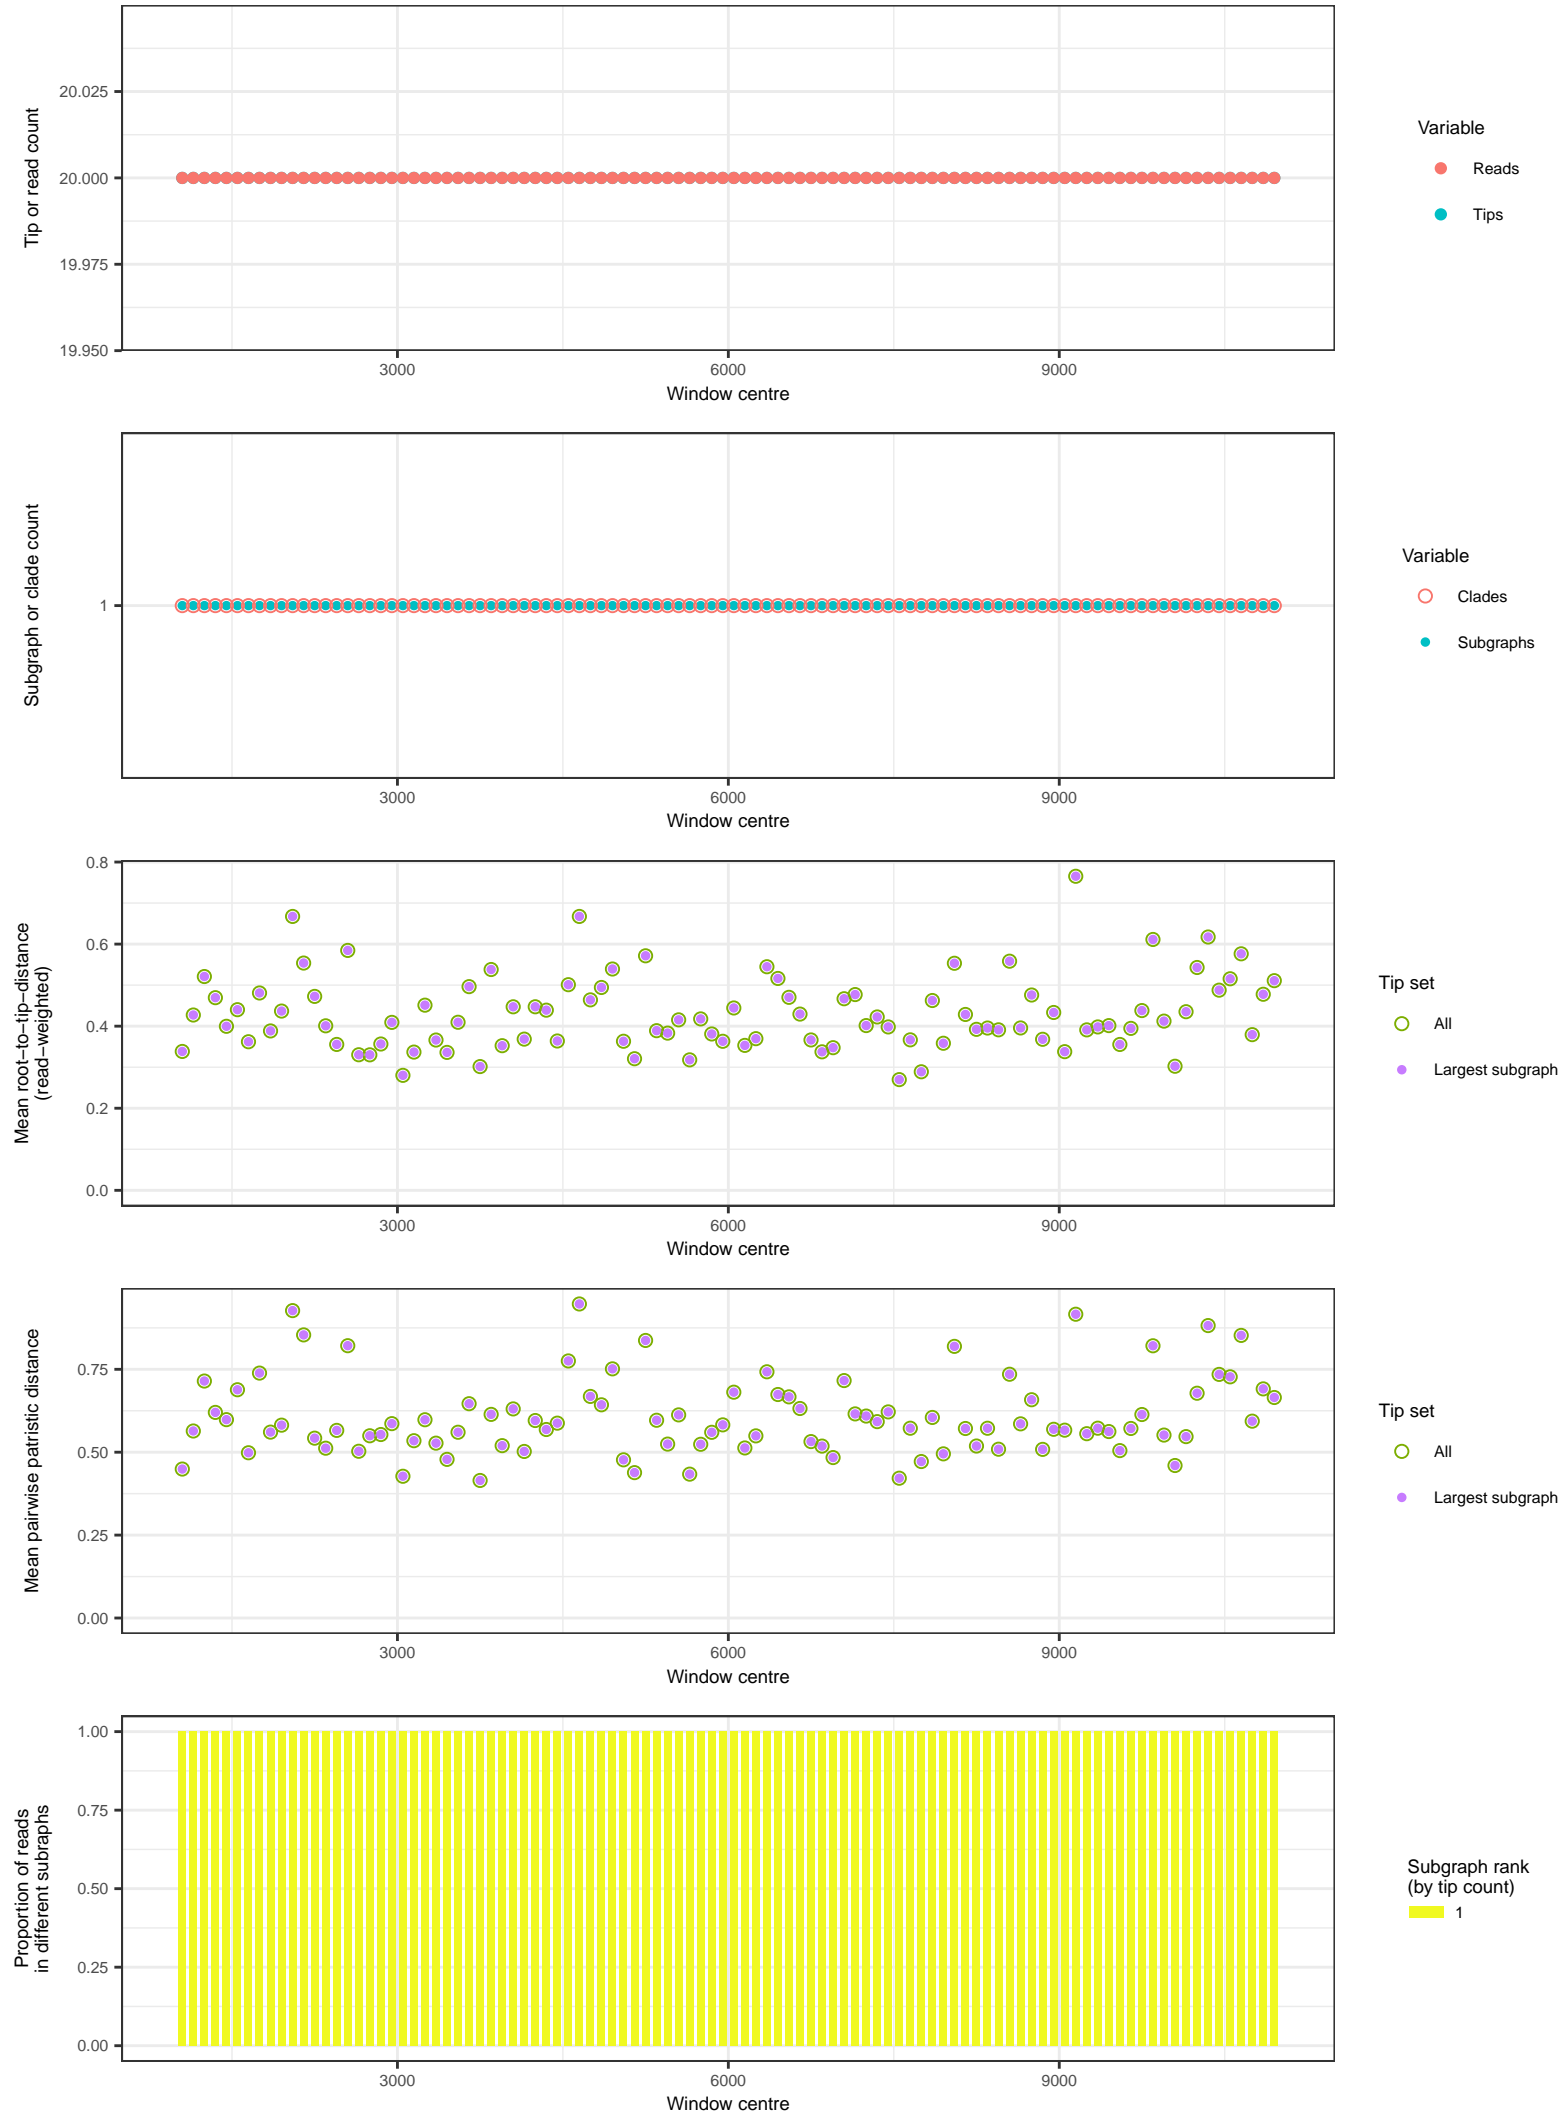 Tip or read count
20.025
20.000
19.975
19.950
3000
6000
9000
Window centre
Variable
Reads
Tips
Subgraph or clade count
1
3000
6000
9000
Window centre
Variable
Clades
Subgraphs
Mean root−to−tip−distance
(read−weighted)
0.8
0.6
0.4
0.2
0.0
3000
6000
9000
Window centre
Tip set
All
Largest subgraph
Mean pairwise patristic distance
0.75
0.50
0.25
0.00
3000
6000
9000
Window centre
Tip set
All
Largest subgraph
Proportion of reads
in different subraphs
1.00
0.75
0.50
0.25
0.00
3000
6000
9000
Window centre
Subgraph rank
(by tip count)
1